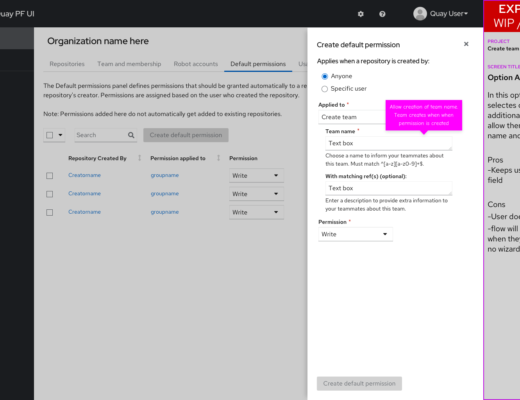 Quay PF UI
Quay User
Organization name here
Repositories
Team and membership
Robot accounts
Default permissions
The Default permissions panel defines permissions that should be granted automatically to a re
repository's creator. Permissions are assigned based on the user who created the repository.
Note: Permissions added here do not automatically get added to existing repositories.
Search
Create default permission
Repository Created By
Permission applied to
Permission
Creatorname
groupname
Write
Creatorname
groupname
Write
Creatorname
groupname
Write
Create default permission
Applies when a repository is created by:
Anyone
Specific user
Applied to *
Create team
Allow creation of team name
Team creates when when
permission is created
Team name *
Text box
Choose a name to inform your teammates about
this team. Must match ^[a-z][a-z0-9]+$.
With matching ref(s) (optional):
Text box
Enter a description to provide extra information to
your teammates about this team.
Permission *
Write
Create default permission
EXP
WIP /
PROJECT
Create team
SCREEN TITLE
Option A
In this opt
selectes
additiona
allow the
name and
Pros
-Keeps us
field
Cons
-User doe
-flow will
when the
no wizard